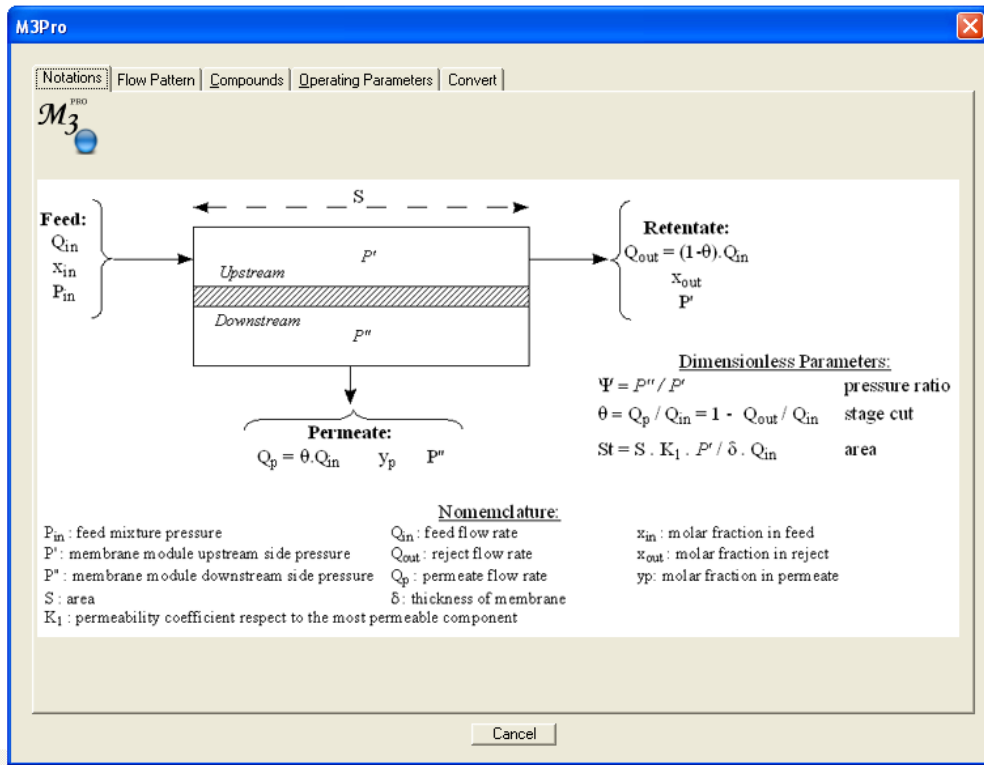 M3Pro
Notations Flow Pattern Compounds Operating Parameters Convert
M3 PRO
S
Feed:
Qin
xin
Pin
P'
Upstream
Downstream
P"
Retentate:
Qout = (1-θ).Qin
xout
P'
Permeate:
Qp = θ.Qin yp P"
Dimensionless Parameters:
Ψ = P" / P' pressure ratio
θ = Qp / Qin = 1 - Qout / Qin stage cut
St = S . K1 . P' / δ . Qin area
Nomemclature:
Pin : feed mixture pressure Qin : feed flow rate xin : molar fraction in feed
P' : membrane module upstream side pressure Qout : reject flow rate xout : molar fraction in reject
P" : membrane module downstream side pressure Qp : permeate flow rate yp: molar fraction in permeate
S : area δ : thickness of membrane
K1 : permeability coefficient respect to the most permeable component
Cancel